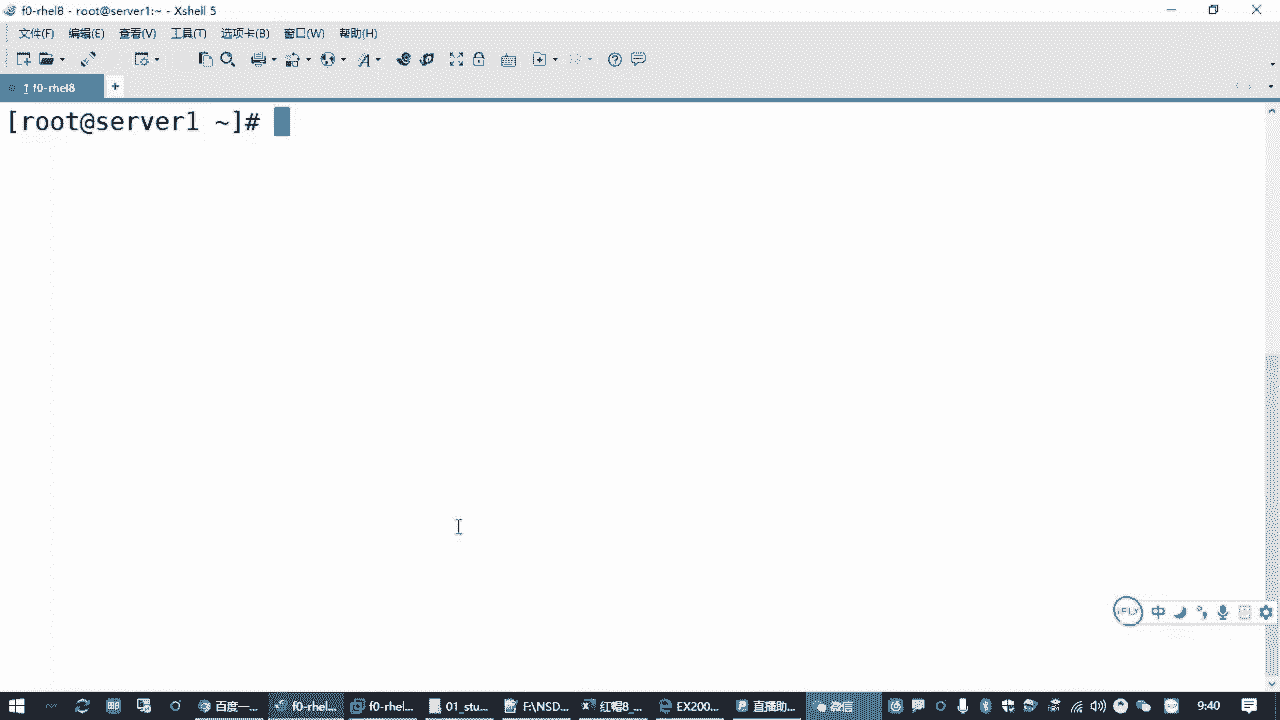 f0-rhel8 - root@server1:~ - Xshell 5
文件(F) 编辑(E) 查看(V) 工具(T) 选项卡(B) 窗口(W) 帮助(H)
1 f0-rhel8
[root@server1 ~]#
iFLY 中
百度一... f0-rhel... f0-rhel... 01_stu... F:\NSD... 红帽8_... EX200... 直播助... 微信 9:40